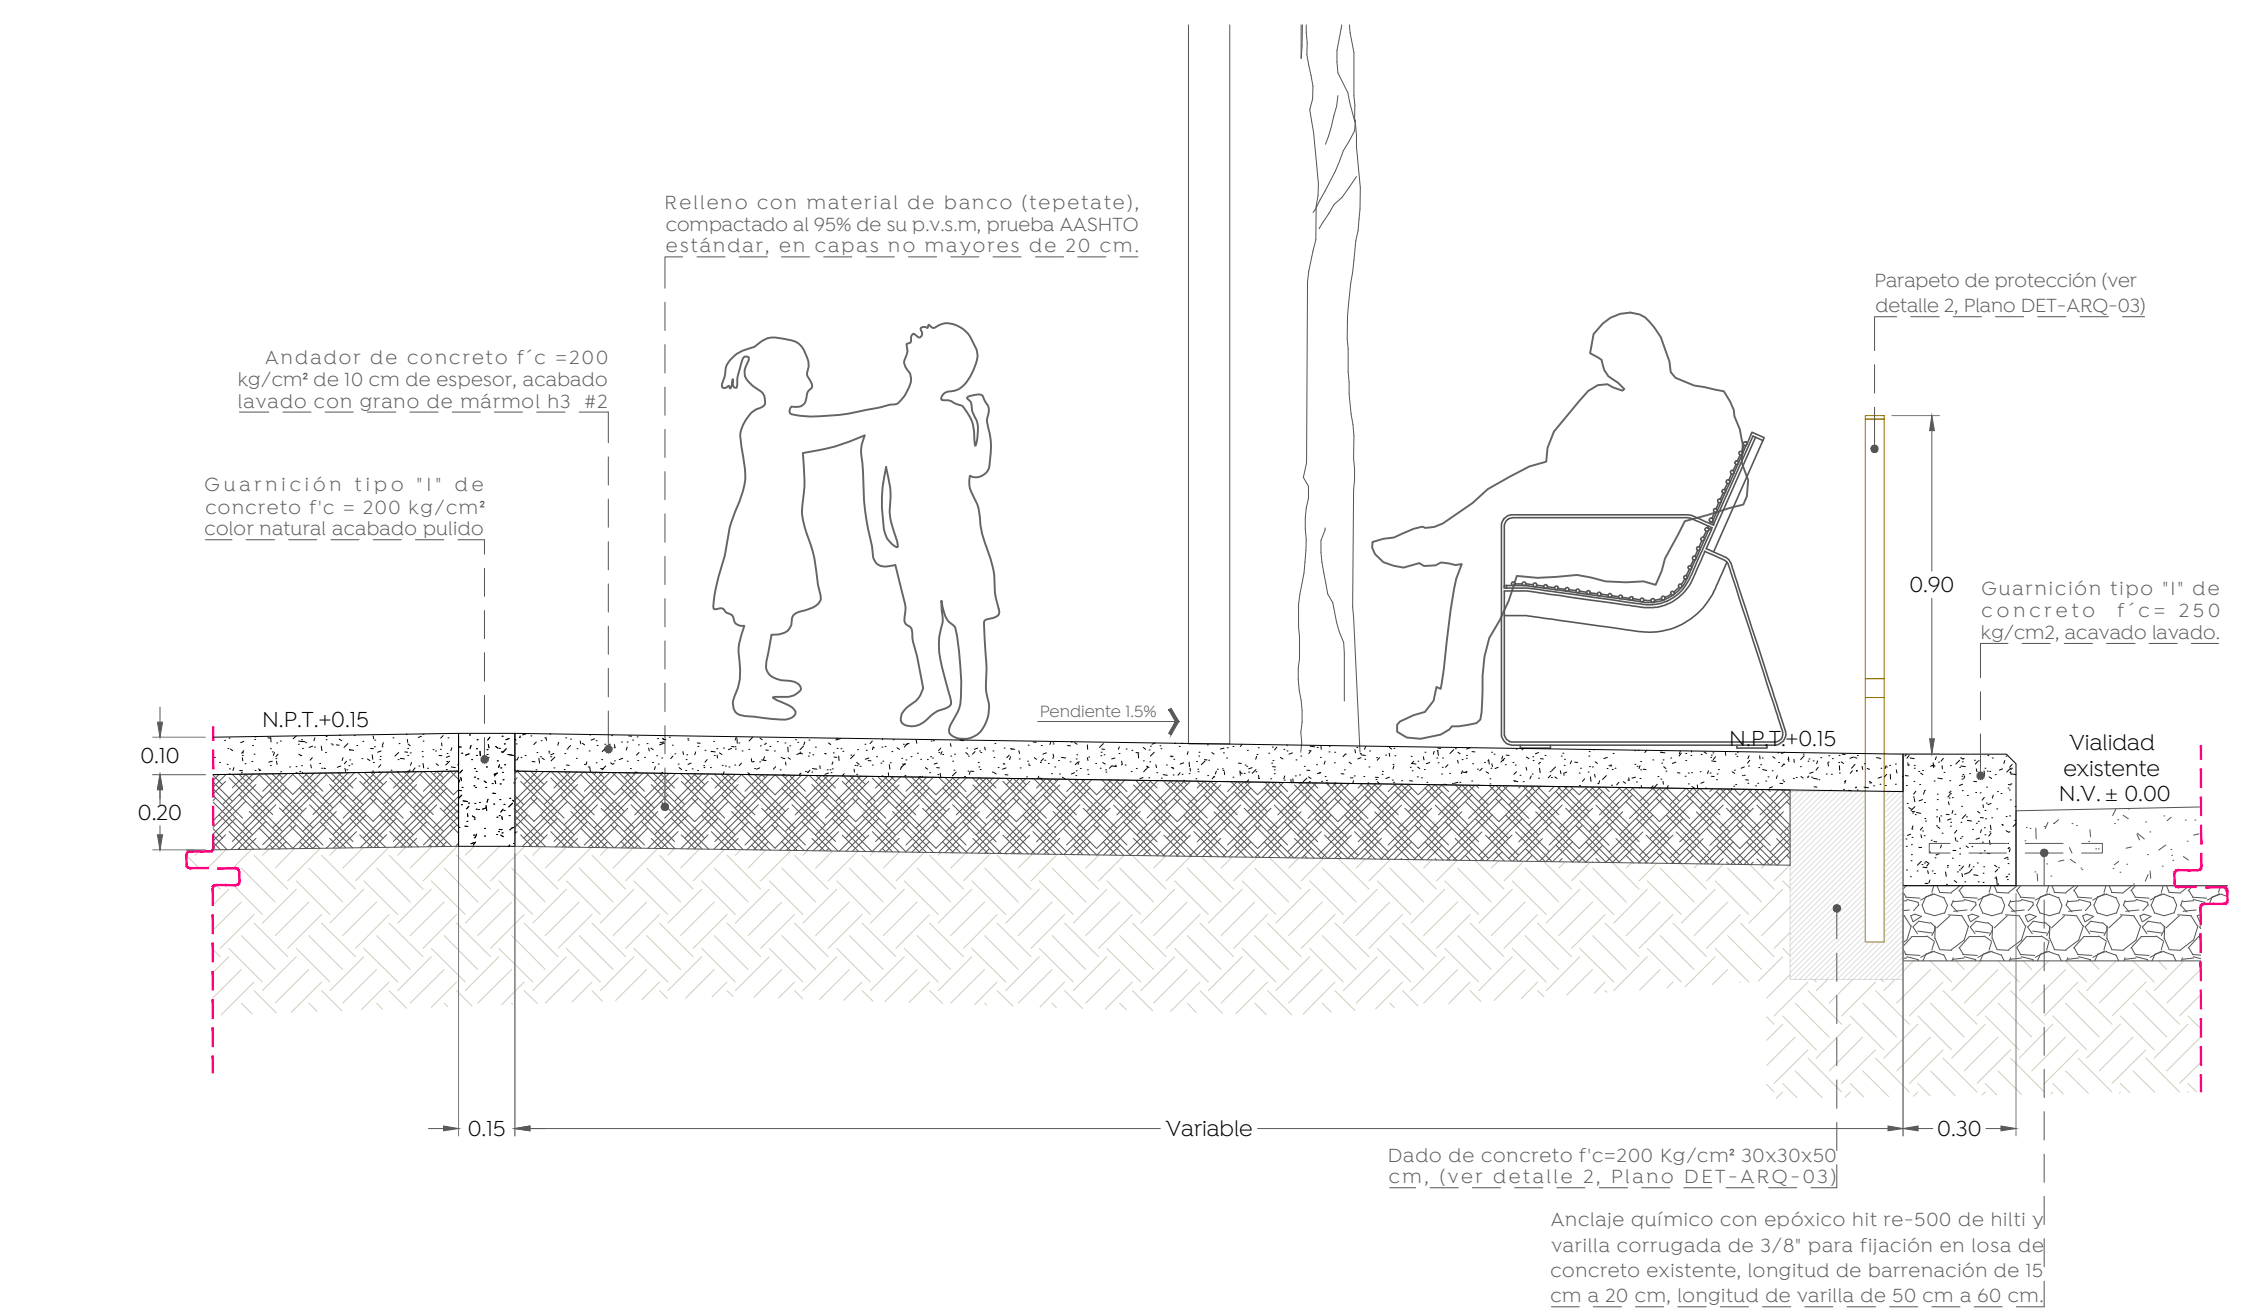 Relleno con material de banco (tepetate),
compactado al 95% de su p.v.s.m, prueba AASHTO
estándar, en capas no mayores de 20 cm.
Parapeto de protección (ver
detalle 2, Plano DET-ARQ-03)
Andador de concreto f´c =200
kg/cm² de 10 cm de espesor, acabado
lavado con grano de mármol h3 #2
Guarnición tipo "I" de
concreto f'c = 200 kg/cm²
color natural acabado pulido
0.90
Guarnición tipo "I" de
concreto f´c= 250
kg/cm2, acavado lavado.
N.P.T.+0.15
Pendiente 1.5%
N.P.T.+0.15
0.10
0.20
Vialidad
existente
N.V. ± 0.00
0.15
Variable
0.30
Dado de concreto f'c=200 Kg/cm² 30x30x50
cm, (ver detalle 2, Plano DET-ARQ-03)
Anclaje químico con epóxico hit re-500 de hilti y
varilla corrugada de 3/8" para fijación en losa de
concreto existente, longitud de barrenación de 15
cm a 20 cm, longitud de varilla de 50 cm a 60 cm.